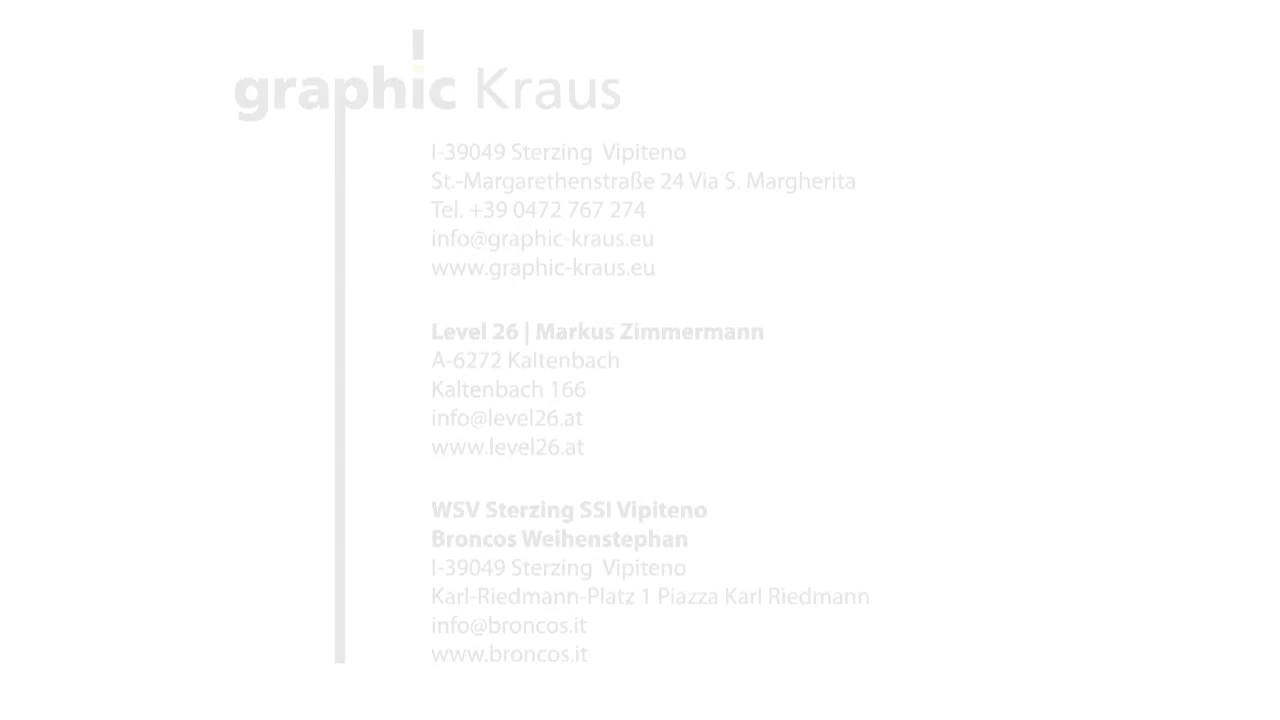 graphic Kraus
I-39049 Sterzing Vipiteno
St.-Margarethenstraße 24 Via S. Margherita
Tel. +39 0472 767 274
info@graphic-kraus.eu
www.graphic-kraus.eu
Level 26 | Markus Zimmermann
A-6272 Kaltenbach
Kaltenbach 166
info@level26.at
www.level26.at
WSV Sterzing SSI Vipiteno
Broncos Weihenstephan
I-39049 Sterzing Vipiteno
Karl-Riedmann-Platz 1 Piazza Karl Riedmann
info@broncos.it
www.broncos.it